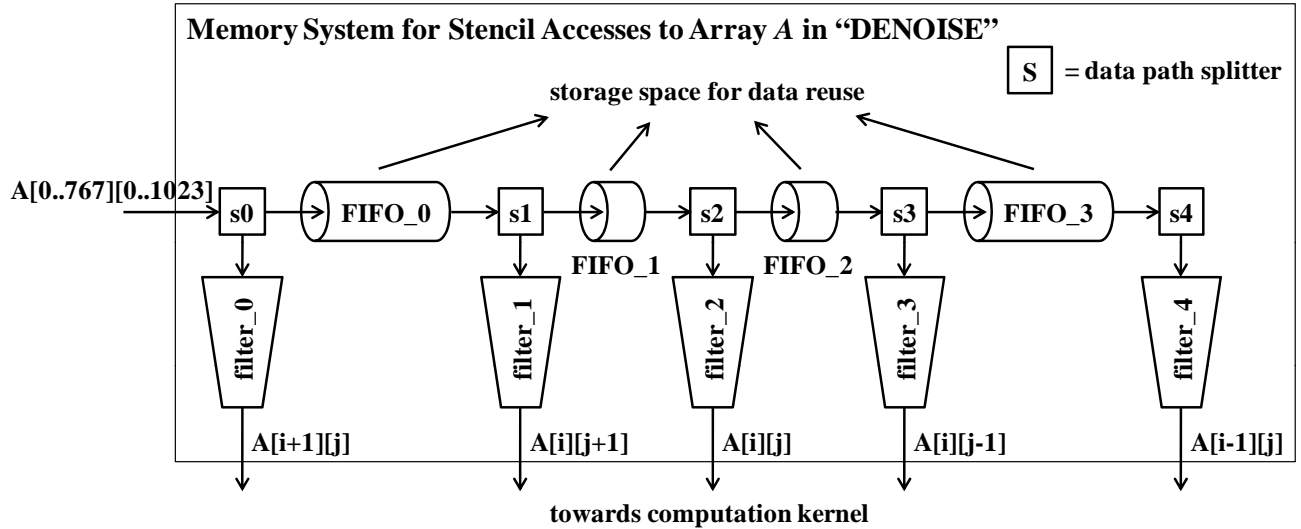 Memory System for Stencil Accesses to Array A in “DENOISE”
S = data path splitter
storage space for data reuse
A[0..767][0..1023]
s0 FIFO_0 s1 s2 s3 FIFO_3 s4
FIFO_1 FIFO_2
filter_0 filter_1 filter_2 filter_3 filter_4
A[i+1][j] A[i][j+1] A[i][j] A[i][j-1] A[i-1][j]
towards computation kernel